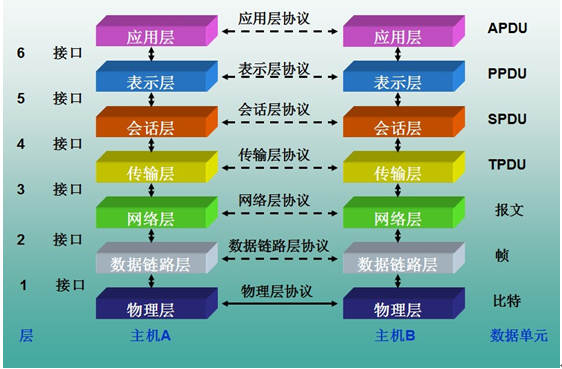 应用层 应用层协议 应用层 APDU
6 接口
表示层 表示层协议 表示层 PPDU
5 接口
会话层 会话层协议 会话层 SPDU
4 接口
传输层 传输层协议 传输层 TPDU
3 接口
网络层 网络层协议 网络层 报文
2 接口
数据链路层 数据链路层协议 数据链路层 帧
1 接口
物理层 物理层协议 物理层 比特
层 主机A 主机B 数据单元